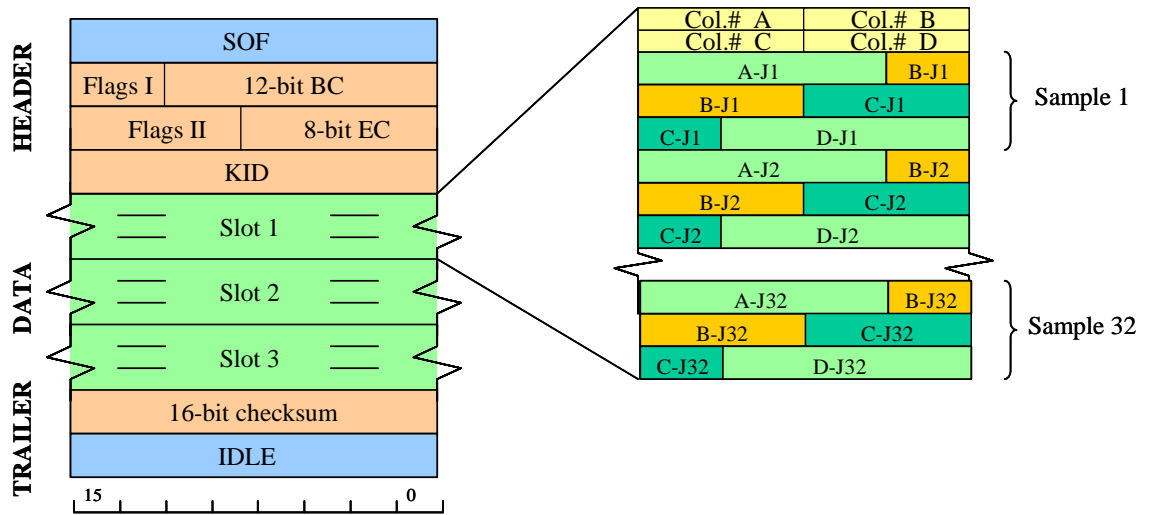 HEADER
SOF
Flags I 12-bit BC
Flags II 8-bit EC
KID
DATA
Slot 1
Slot 2
Slot 3
TRAILER
16-bit checksum
IDLE
15 0
Col.# A Col.# B
Col.# C Col.# D
A-J1 B-J1
B-J1 C-J1
C-J1 D-J1
Sample 1
A-J2 B-J2
B-J2 C-J2
C-J2 D-J2
A-J32 B-J32
B-J32 C-J32
C-J32 D-J32
Sample 32